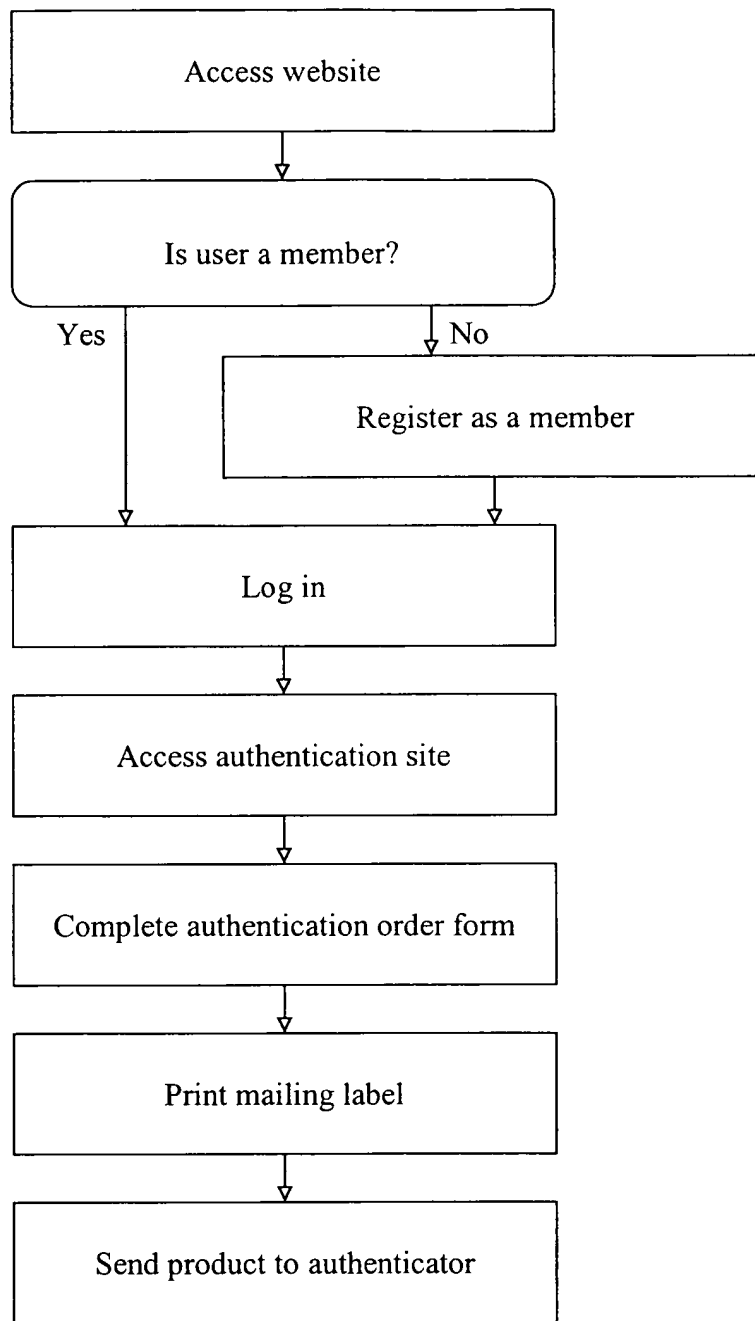 Access website
Is user a member?
Yes
No
Register as a member
Log in
Access authentication site
Complete authentication order form
Print mailing label
Send product to authenticator